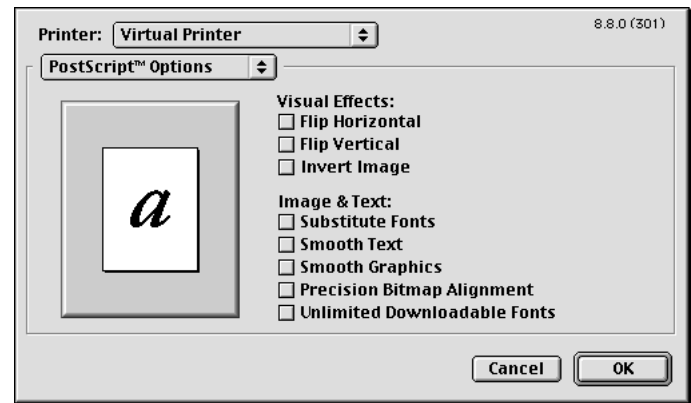 Printer: Virtual Printer 8.8.0 (301)
PostScript™ Options
Visual Effects:
Flip Horizontal
Flip Vertical
Invert Image
a
Image & Text:
Substitute Fonts
Smooth Text
Smooth Graphics
Precision Bitmap Alignment
Unlimited Downloadable Fonts
Cancel OK